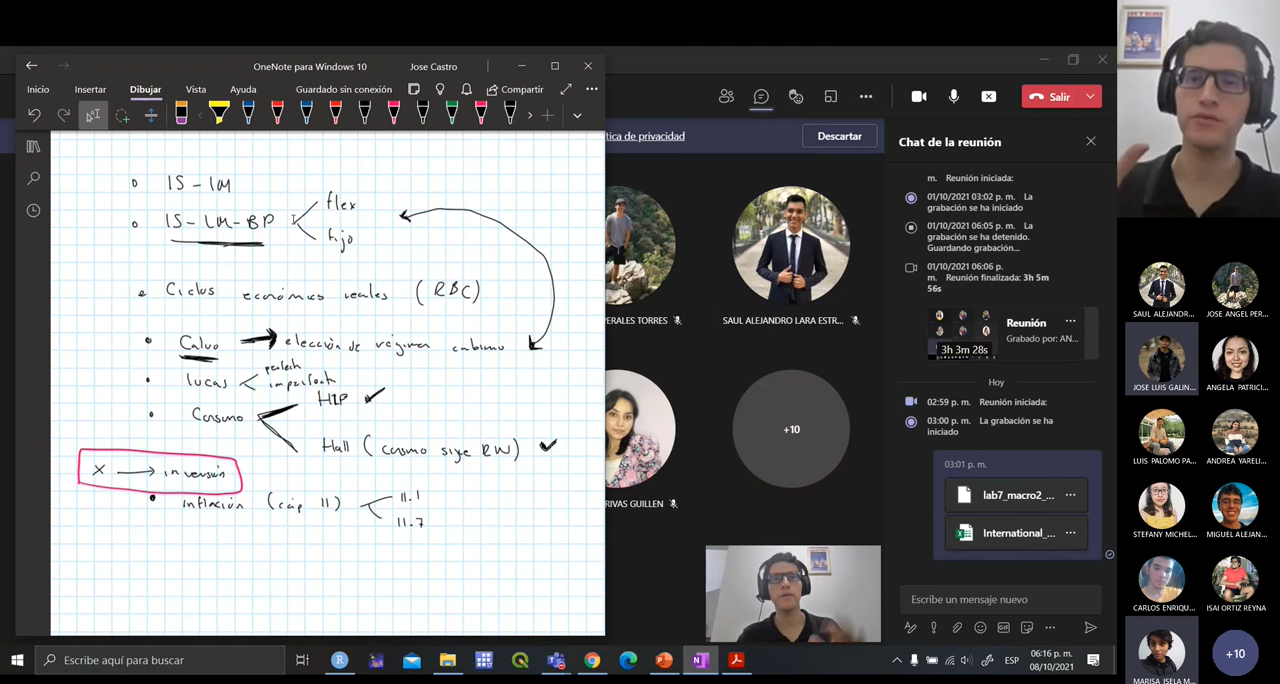 OneNote para Windows 10
Jose Castro
Inicio Insertar Dibujar Vista Ayuda Guardado sin conexión Compartir
IS - LM
IS - LM - BP
flex
fijo
Ciclos económicos reales (RBC)
Calvo → elección de régimen cambiario
Lucas
perfecta
imperfecta
Consumo
HIP ✓
Hall (consumo sigue RW) ✓
X → inversión
Inflación (cáp 11)
11.1
11.7
tica de privacidad
Descartar
Salir
PERALES TORRES
SAUL ALEJANDRO LARA ESTR...
RIVAS GUILLEN
+10
Chat de la reunión
m. Reunión iniciada:
01/10/2021 03:02 p. m. La
grabación se ha iniciado
01/10/2021 06:05 p. m. La
grabación se ha detenido.
Guardando grabación...
01/10/2021 06:06 p. m.
Reunión finalizada: 3h 5m
56s
Reunión
Grabado por: AN...
3h 3m 28s
Hoy
02:59 p. m. Reunión iniciada:
03:00 p. m. La grabación se ha
iniciado
03:01 p. m.
lab7_macro2_...
International_...
Escribe un mensaje nuevo
GIF
SAUL ALEJANDR...
JOSE ANGEL PER...
JOSE LUIS GALIN...
ANGELA PATRICI...
LUIS PALOMO PA...
ANDREA YARELI...
STEFANY MICHEL...
MIGUEL ALEJAN...
CARLOS ENRIQU...
ISAI ORTIZ REYNA
MARISA ISELA M...
+10
Escribe aquí para buscar
ESP
06:16 p. m.
08/10/2021